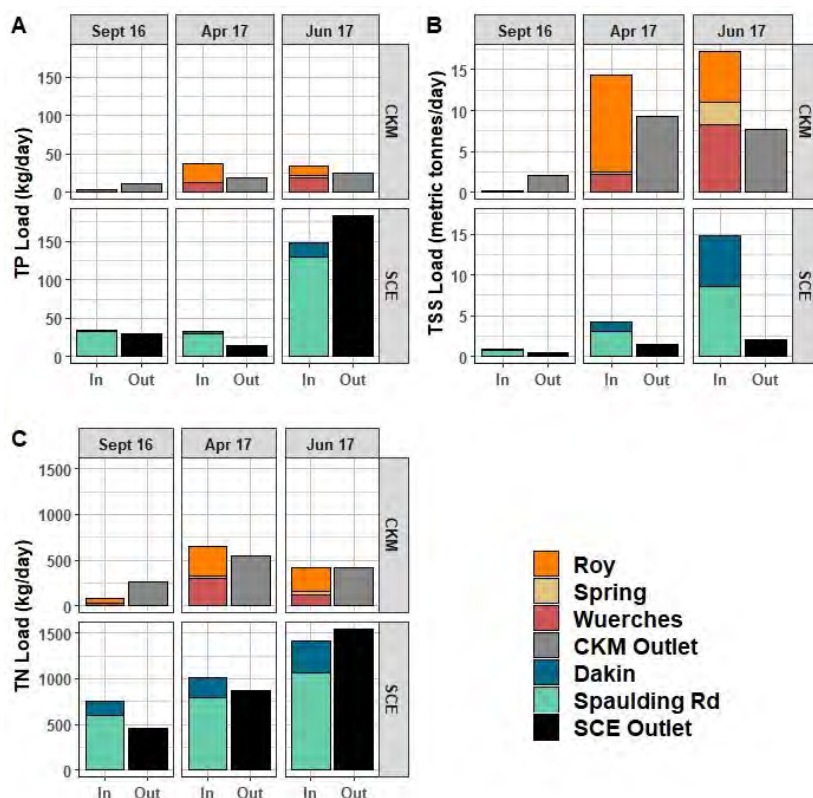 A
Sept 16 Apr 17 Jun 17
TP Load (kg/day)
150
100
50
0
CKM
150
100
50
0
SCE
In Out In Out In Out
B
Sept 16 Apr 17 Jun 17
TSS Load (metric tonnes/day)
15
10
5
0
CKM
15
10
5
0
SCE
In Out In Out In Out
C
Sept 16 Apr 17 Jun 17
TN Load (kg/day)
1500
1000
500
0
CKM
1500
1000
500
0
SCE
In Out In Out In Out
Roy
Spring
Wuerches
CKM Outlet
Dakin
Spaulding Rd
SCE Outlet